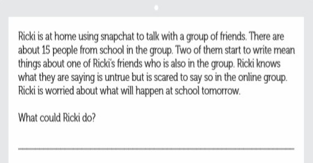 Ricki is at home using snapchat to talk with a group of friends. There are
about 15 people from school in the group. Two of them start to write mean
things about one of Ricki's friends who is also in the group. Ricki knows
what they are saying is untrue but is scared to say so in the online group.
Ricki is worried about what will happen at school tomorrow.
What could Ricki do?